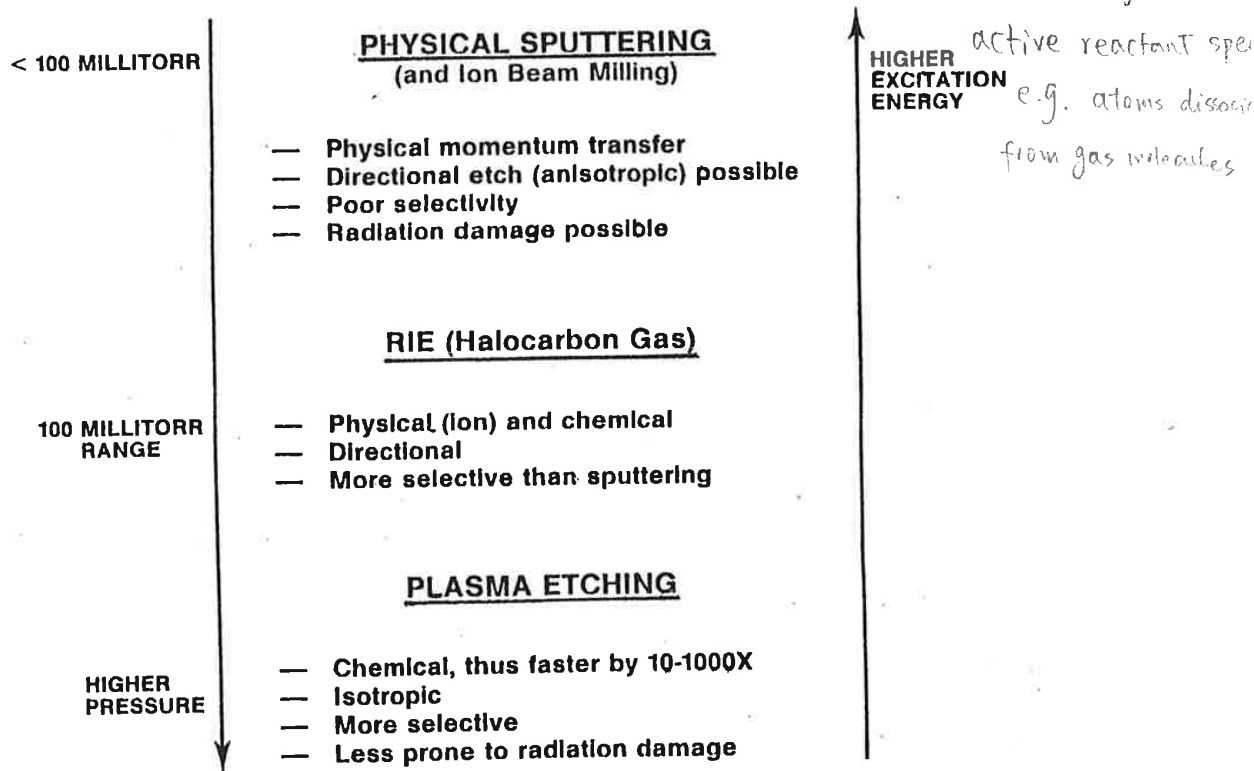 PHYSICAL SPUTTERING
(and Ion Beam Milling)
< 100 MILLITORR
HIGHER
EXCITATION
ENERGY
active reactant
e.g. atoms
from gas molecules
— Physical momentum transfer
— Directional etch (anisotropic) possible
— Poor selectivity
— Radiation damage possible
RIE (Halocarbon Gas)
100 MILLITORR
RANGE
— Physical (ion) and chemical
— Directional
— More selective than sputtering
PLASMA ETCHING
HIGHER
PRESSURE
— Chemical, thus faster by 10-1000X
— Isotropic
— More selective
— Less prone to radiation damage